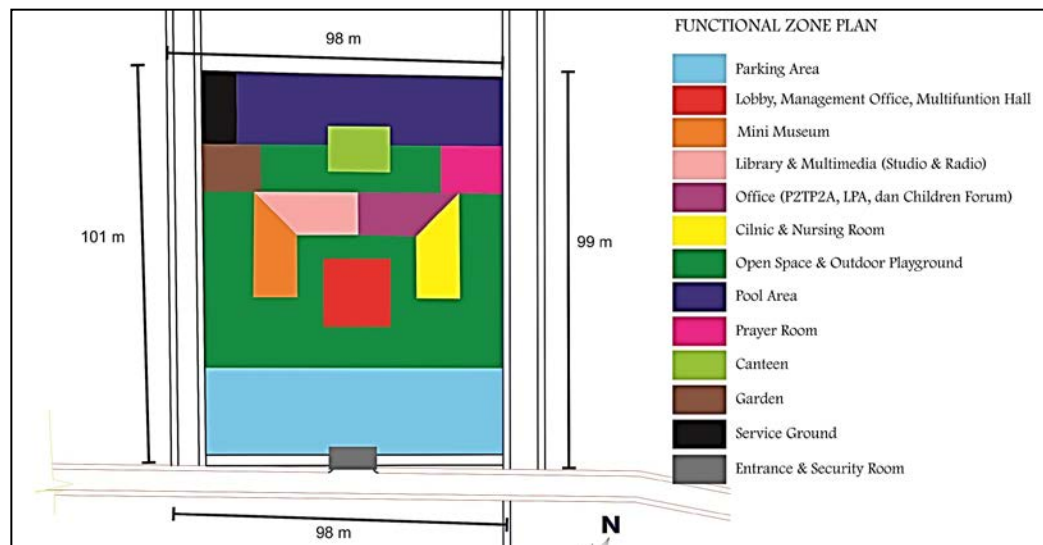 98 m
101 m
99 m
98 m
N
FUNCTIONAL ZONE PLAN
Parking Area
Lobby, Management Office, Multifuntion Hall
Mini Museum
Library & Multimedia (Studio & Radio)
Office (P2TP2A, LPA, dan Children Forum)
Cilnic & Nursing Room
Open Space & Outdoor Playground
Pool Area
Prayer Room
Canteen
Garden
Service Ground
Entrance & Security Room